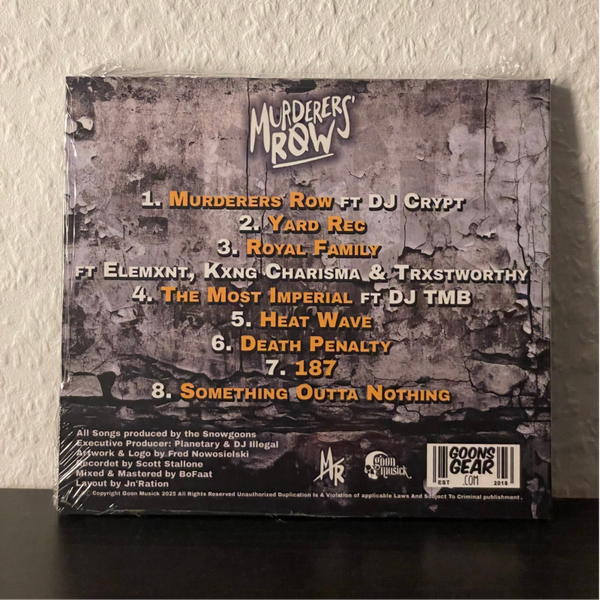 MURDERERS'
ROW
1. MURDERERS' ROW FT DJ CRYPT
2. YARD REC
3. ROYAL FAMILY
FT ELEMXNT, KXNG CHARISMA & TRXSTWORTHY
4. THE MOST IMPERIAL FT DJ TMB
5. HEAT WAVE
6. DEATH PENALTY
7. 187
8. SOMETHING OUTTA NOTHING
All Songs produced by the Snowgoons
Executive Producer: Planetary & DJ Illegal
Artwork & Logo by Fred Nowosielski
Recordet by Scott Stallone
Mixed & Mastered by BoFaat
Layout by Jn'Ration
Copyright Goon Musick 2025 All Rights Reserved Unauthorized Duplication Is A Violation of applicable Laws And Subject To Criminal publishment.
MR
goon
musick
GOONS
GEAR
.COM
EST
2018